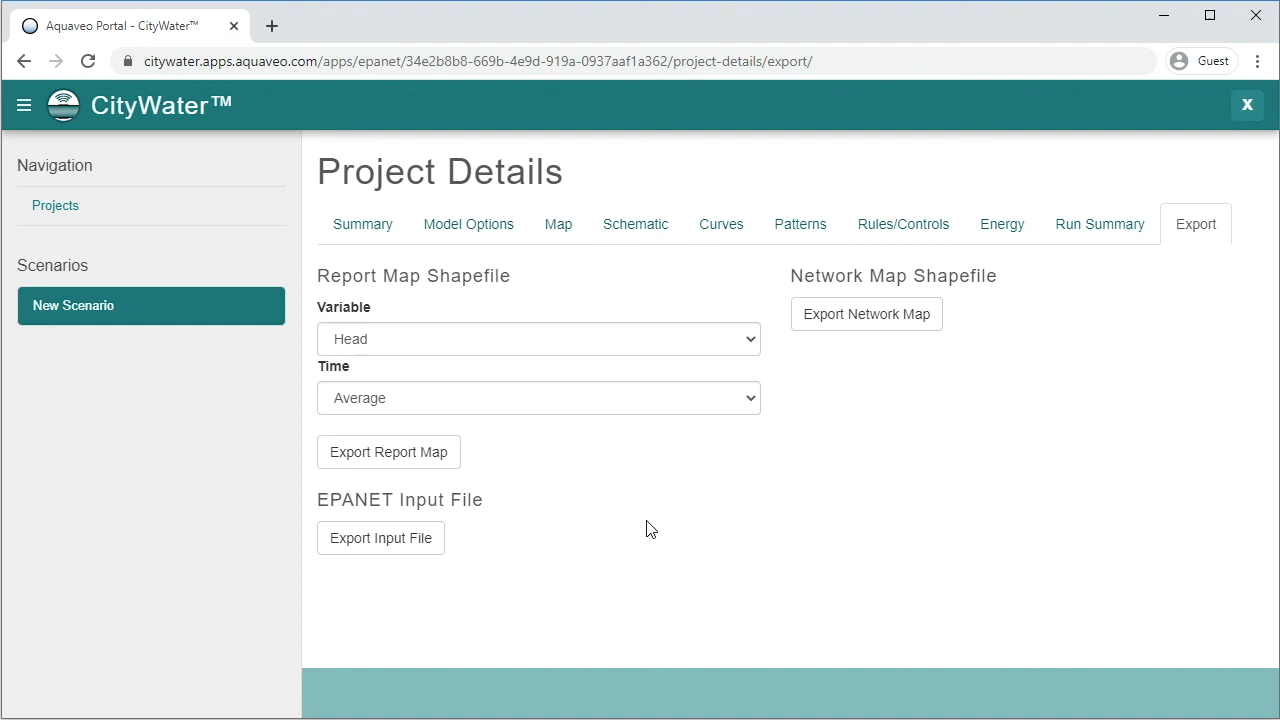 Aquaveo Portal - CityWater™
citywater.apps.aquaveo.com/apps/epanet/34e2b8b8-669b-4e9d-919a-0937aaf1a362/project-details/export/
Guest
CityWater™
X
Navigation
Projects
Scenarios
New Scenario
Project Details
Summary Model Options Map Schematic Curves Patterns Rules/Controls Energy Run Summary Export
Report Map Shapefile
Variable
Head
Time
Average
Export Report Map
EPANET Input File
Export Input File
Network Map Shapefile
Export Network Map